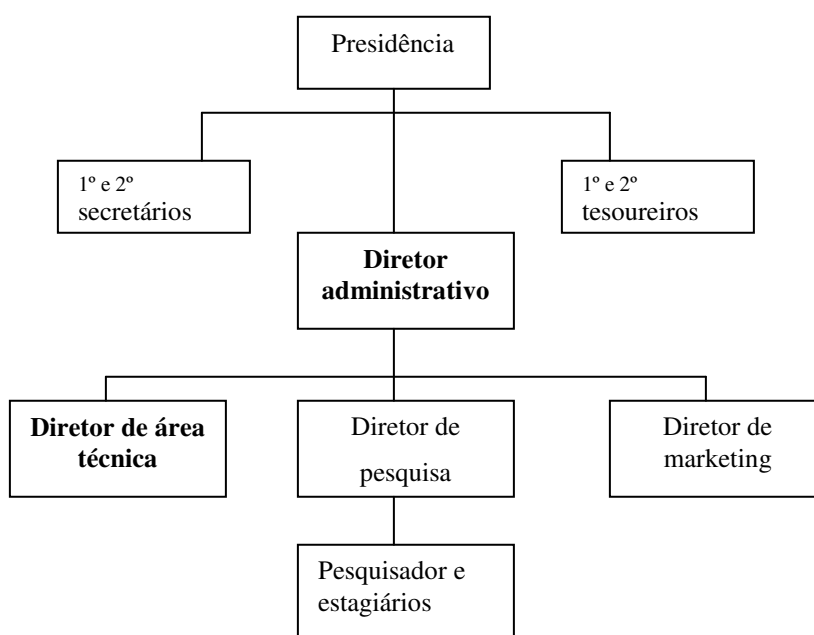 Presidência
1º e 2º
secretários
1º e 2º
tesoureiros
Diretor
administrativo
Diretor de área
técnica
Diretor de
pesquisa
Diretor de
marketing
Pesquisador e
estagiários